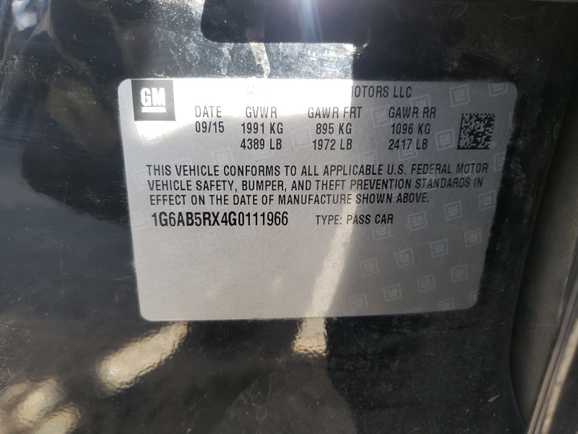 GM
MOTORS LLC
DATE GVWR GAWR FRT GAWR RR
09/15 1991 KG 895 KG 1096 KG
4389 LB 1972 LB 2417 LB
THIS VEHICLE CONFORMS TO ALL APPLICABLE U.S. FEDERAL MOTOR
VEHICLE SAFETY, BUMPER, AND THEFT PREVENTION STANDARDS IN
EFFECT ON THE DATE OF MANUFACTURE SHOWN ABOVE.
1G6AB5RX4G0111966 TYPE: PASS CAR